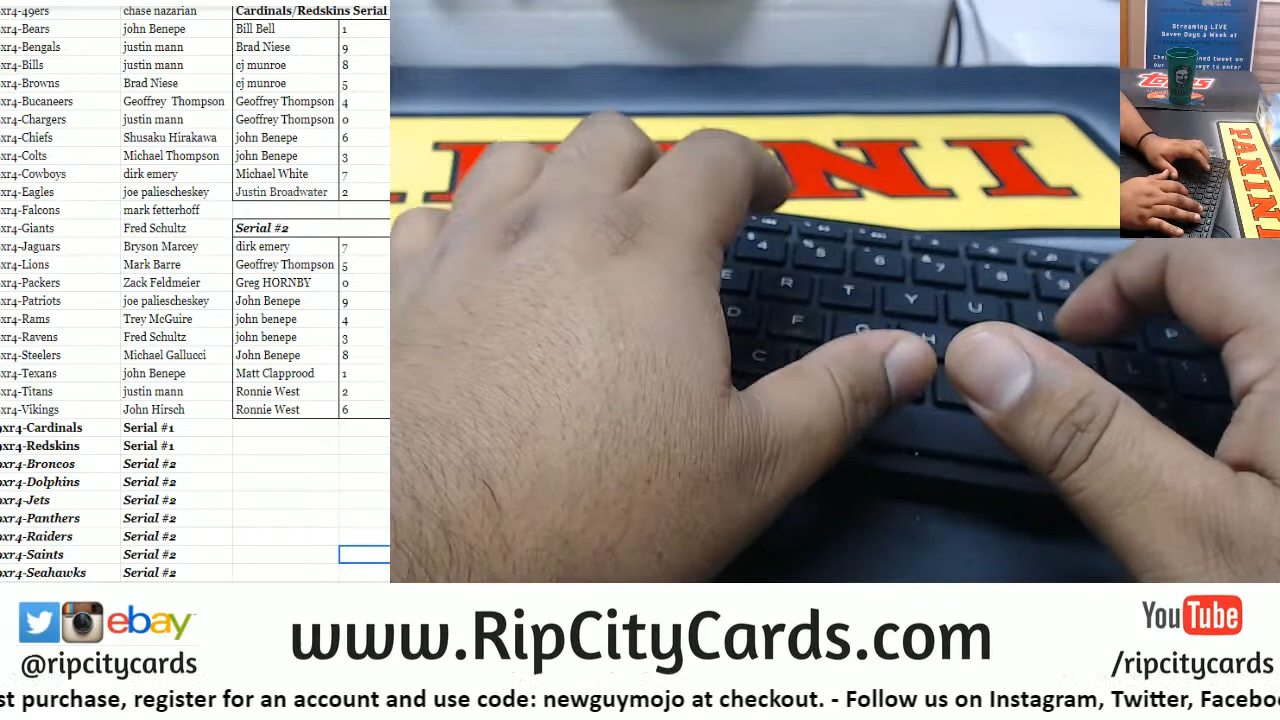 xr4-49ers chase nazarian Cardinals/Redskins Serial
xr4-Bears john Benepe Bill Bell 1
xr4-Bengals justin mann Brad Niese 9
xr4-Bills justin mann cj munroe 8
xr4-Browns Brad Niese cj munroe 5
xr4-Bucaneers Geoffrey Thompson Geoffrey Thompson 4
xr4-Chargers justin mann Geoffrey Thompson 0
xr4-Chiefs Shusaku Hirakawa john Benepe 6
xr4-Colts Michael Thompson john Benepe 3
xr4-Cowboys dirk emery Michael White 7
xr4-Eagles joe paliescheskey Justin Broadwater 2
xr4-Falcons mark fetterhoff
xr4-Giants Fred Schultz Serial #2
xr4-Jaguars Bryson Marcey dirk emery 7
xr4-Lions Mark Barre Geoffrey Thompson 5
xr4-Packers Zack Feldmeier Greg HORNBY 0
xr4-Patriots joe paliescheskey John Benepe 9
xr4-Rams Trey McGuire john benepe 4
xr4-Ravens Fred Schultz john benepe 3
xr4-Steelers Michael Gallucci John Benepe 8
xr4-Texans john Benepe Matt Clapprood 1
xr4-Titans justin mann Ronnie West 2
xr4-Vikings John Hirsch Ronnie West 6
xr4-Cardinals Serial #1
xr4-Redskins Serial #1
xr4-Broncos Serial #2
xr4-Dolphins Serial #2
xr4-Jets Serial #2
xr4-Panthers Serial #2
xr4-Raiders Serial #2
xr4-Saints Serial #2
xr4-Seahawks Serial #2
Streaming LIVE
Seven Days a Week at
Topps
PANINI
4 5 6 7 8 9
E R T Y U I P
D F G H L
C
ebay
@ripcitycards
www.RipCityCards.com
YouTube
/ripcitycards
st purchase, register for an account and use code: newguymojo at checkout. - Follow us on Instagram, Twitter, Facebo